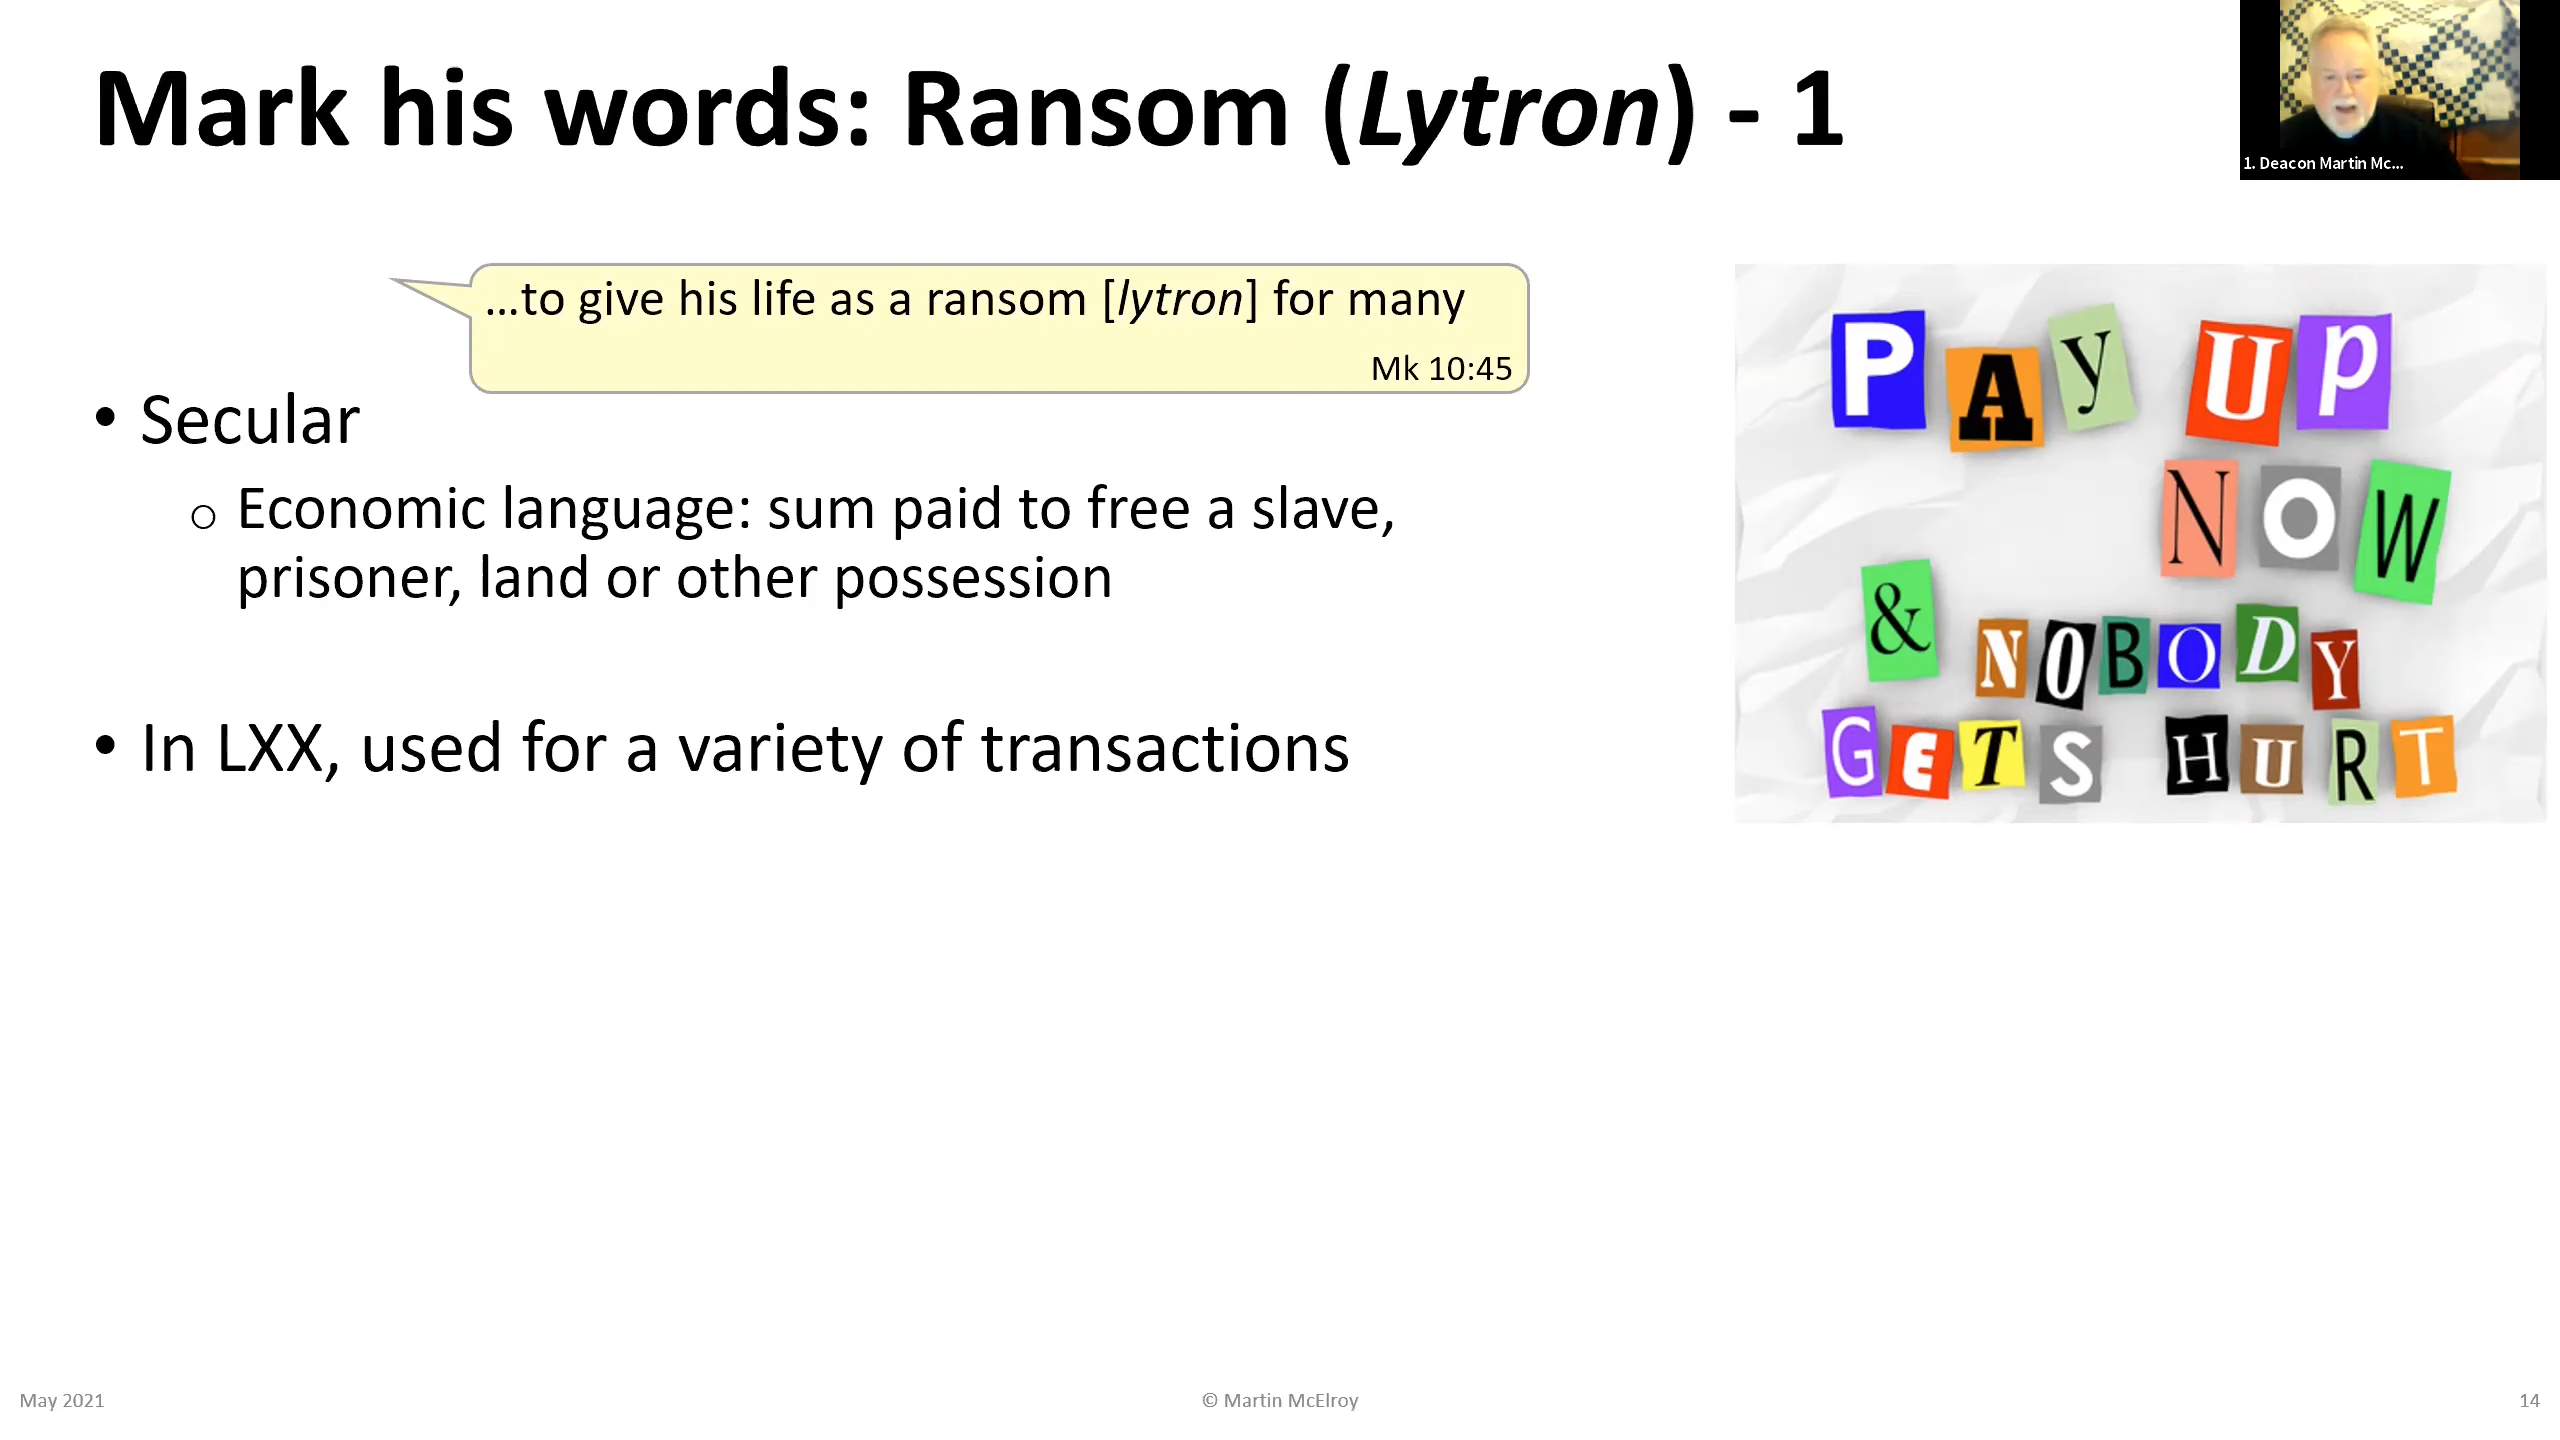 Mark his words: Ransom (Lytron) - 1
1. Deacon Martin Mc...
...to give his life as a ransom [lytron] for many
Mk 10:45
• Secular
o Economic language: sum paid to free a slave,
prisoner, land or other possession
• In LXX, used for a variety of transactions
PAy Up
NOW
& NOBODY
GETS HURT
May 2021
© Martin McElroy
14